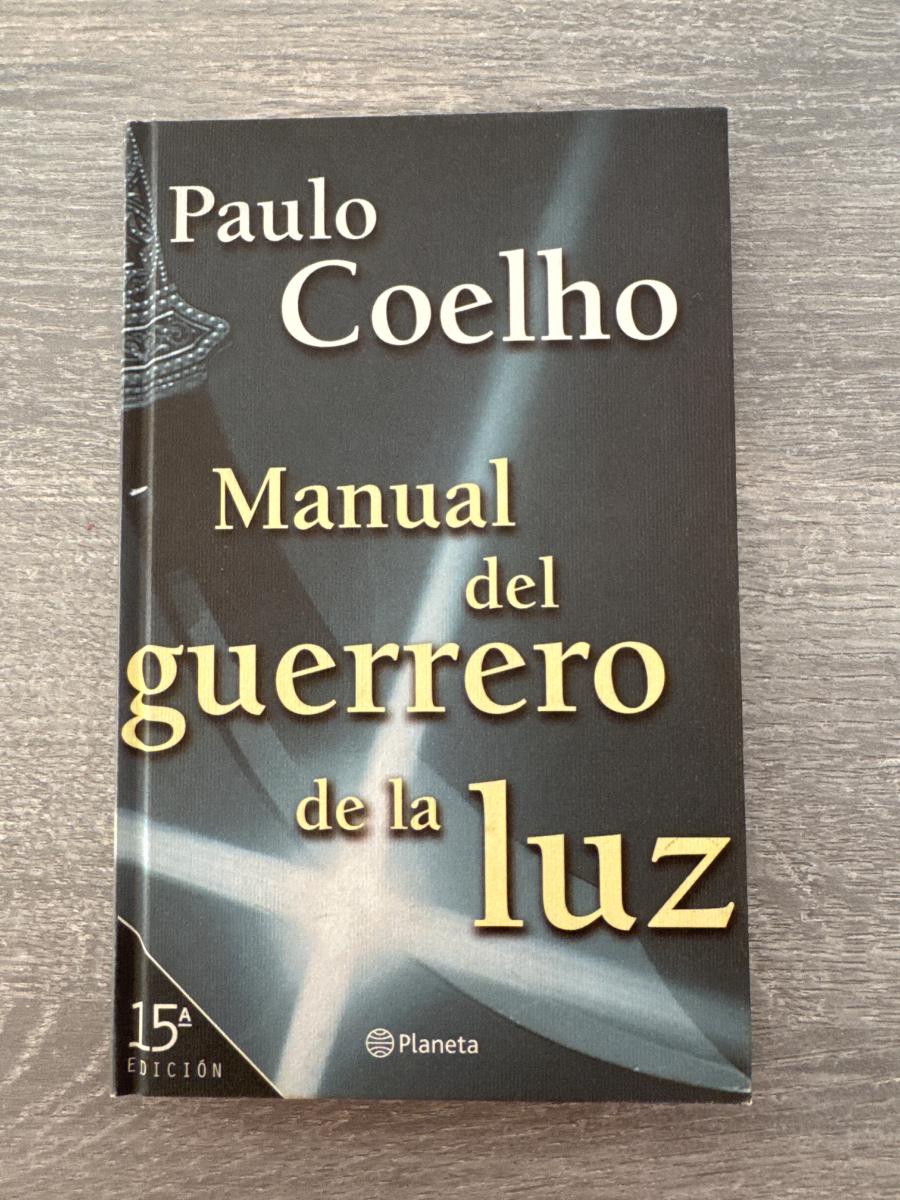 Paulo
Coelho
Manual
del
guerrero
de la
luz
15ª
EDICIÓN
Planeta